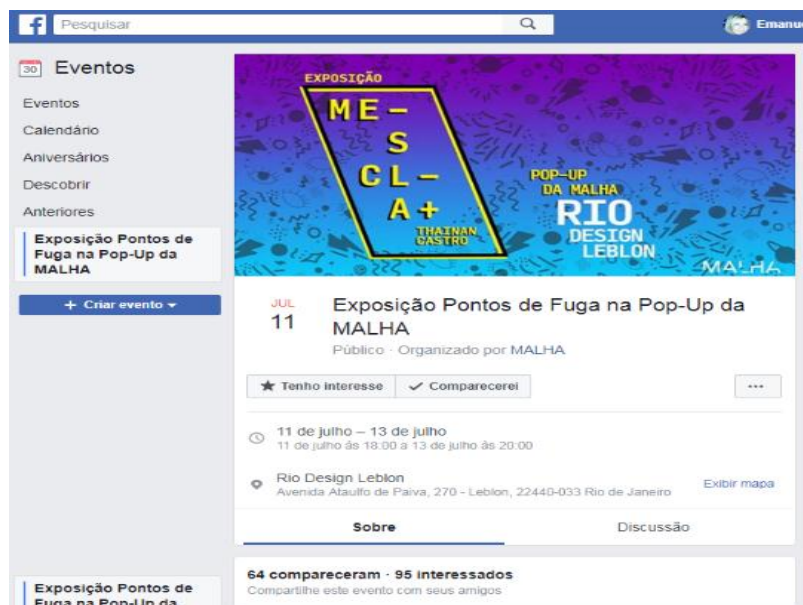 f
Pesquisar
Emanu
30 Eventos
Eventos
Calendário
Aniversários
Descobrir
Anteriores
Exposição Pontos de
Fuga na Pop-Up da
MALHA
+ Criar evento
EXPOSIÇÃO
ME-
S
CL-
A+
THAINAN
CASTRO
POP-UP
DA MALHA
RIO
DESIGN
LEBLON
MALHA
JUL
11
Exposição Pontos de Fuga na Pop-Up da
MALHA
Público · Organizado por MALHA
Tenho interesse
Comparecerei
...
11 de julho – 13 de julho
11 de julho às 18:00 a 13 de julho às 20:00
Rio Design Leblon
Avenida Ataulfo de Paiva, 270 - Leblon, 22440-033 Rio de Janeiro
Exibir mapa
Sobre
Discussão
64 compareceram · 95 interessados
Compartilhe este evento com seus amigos
Exposição Pontos de
Fuga na Pop-Up da